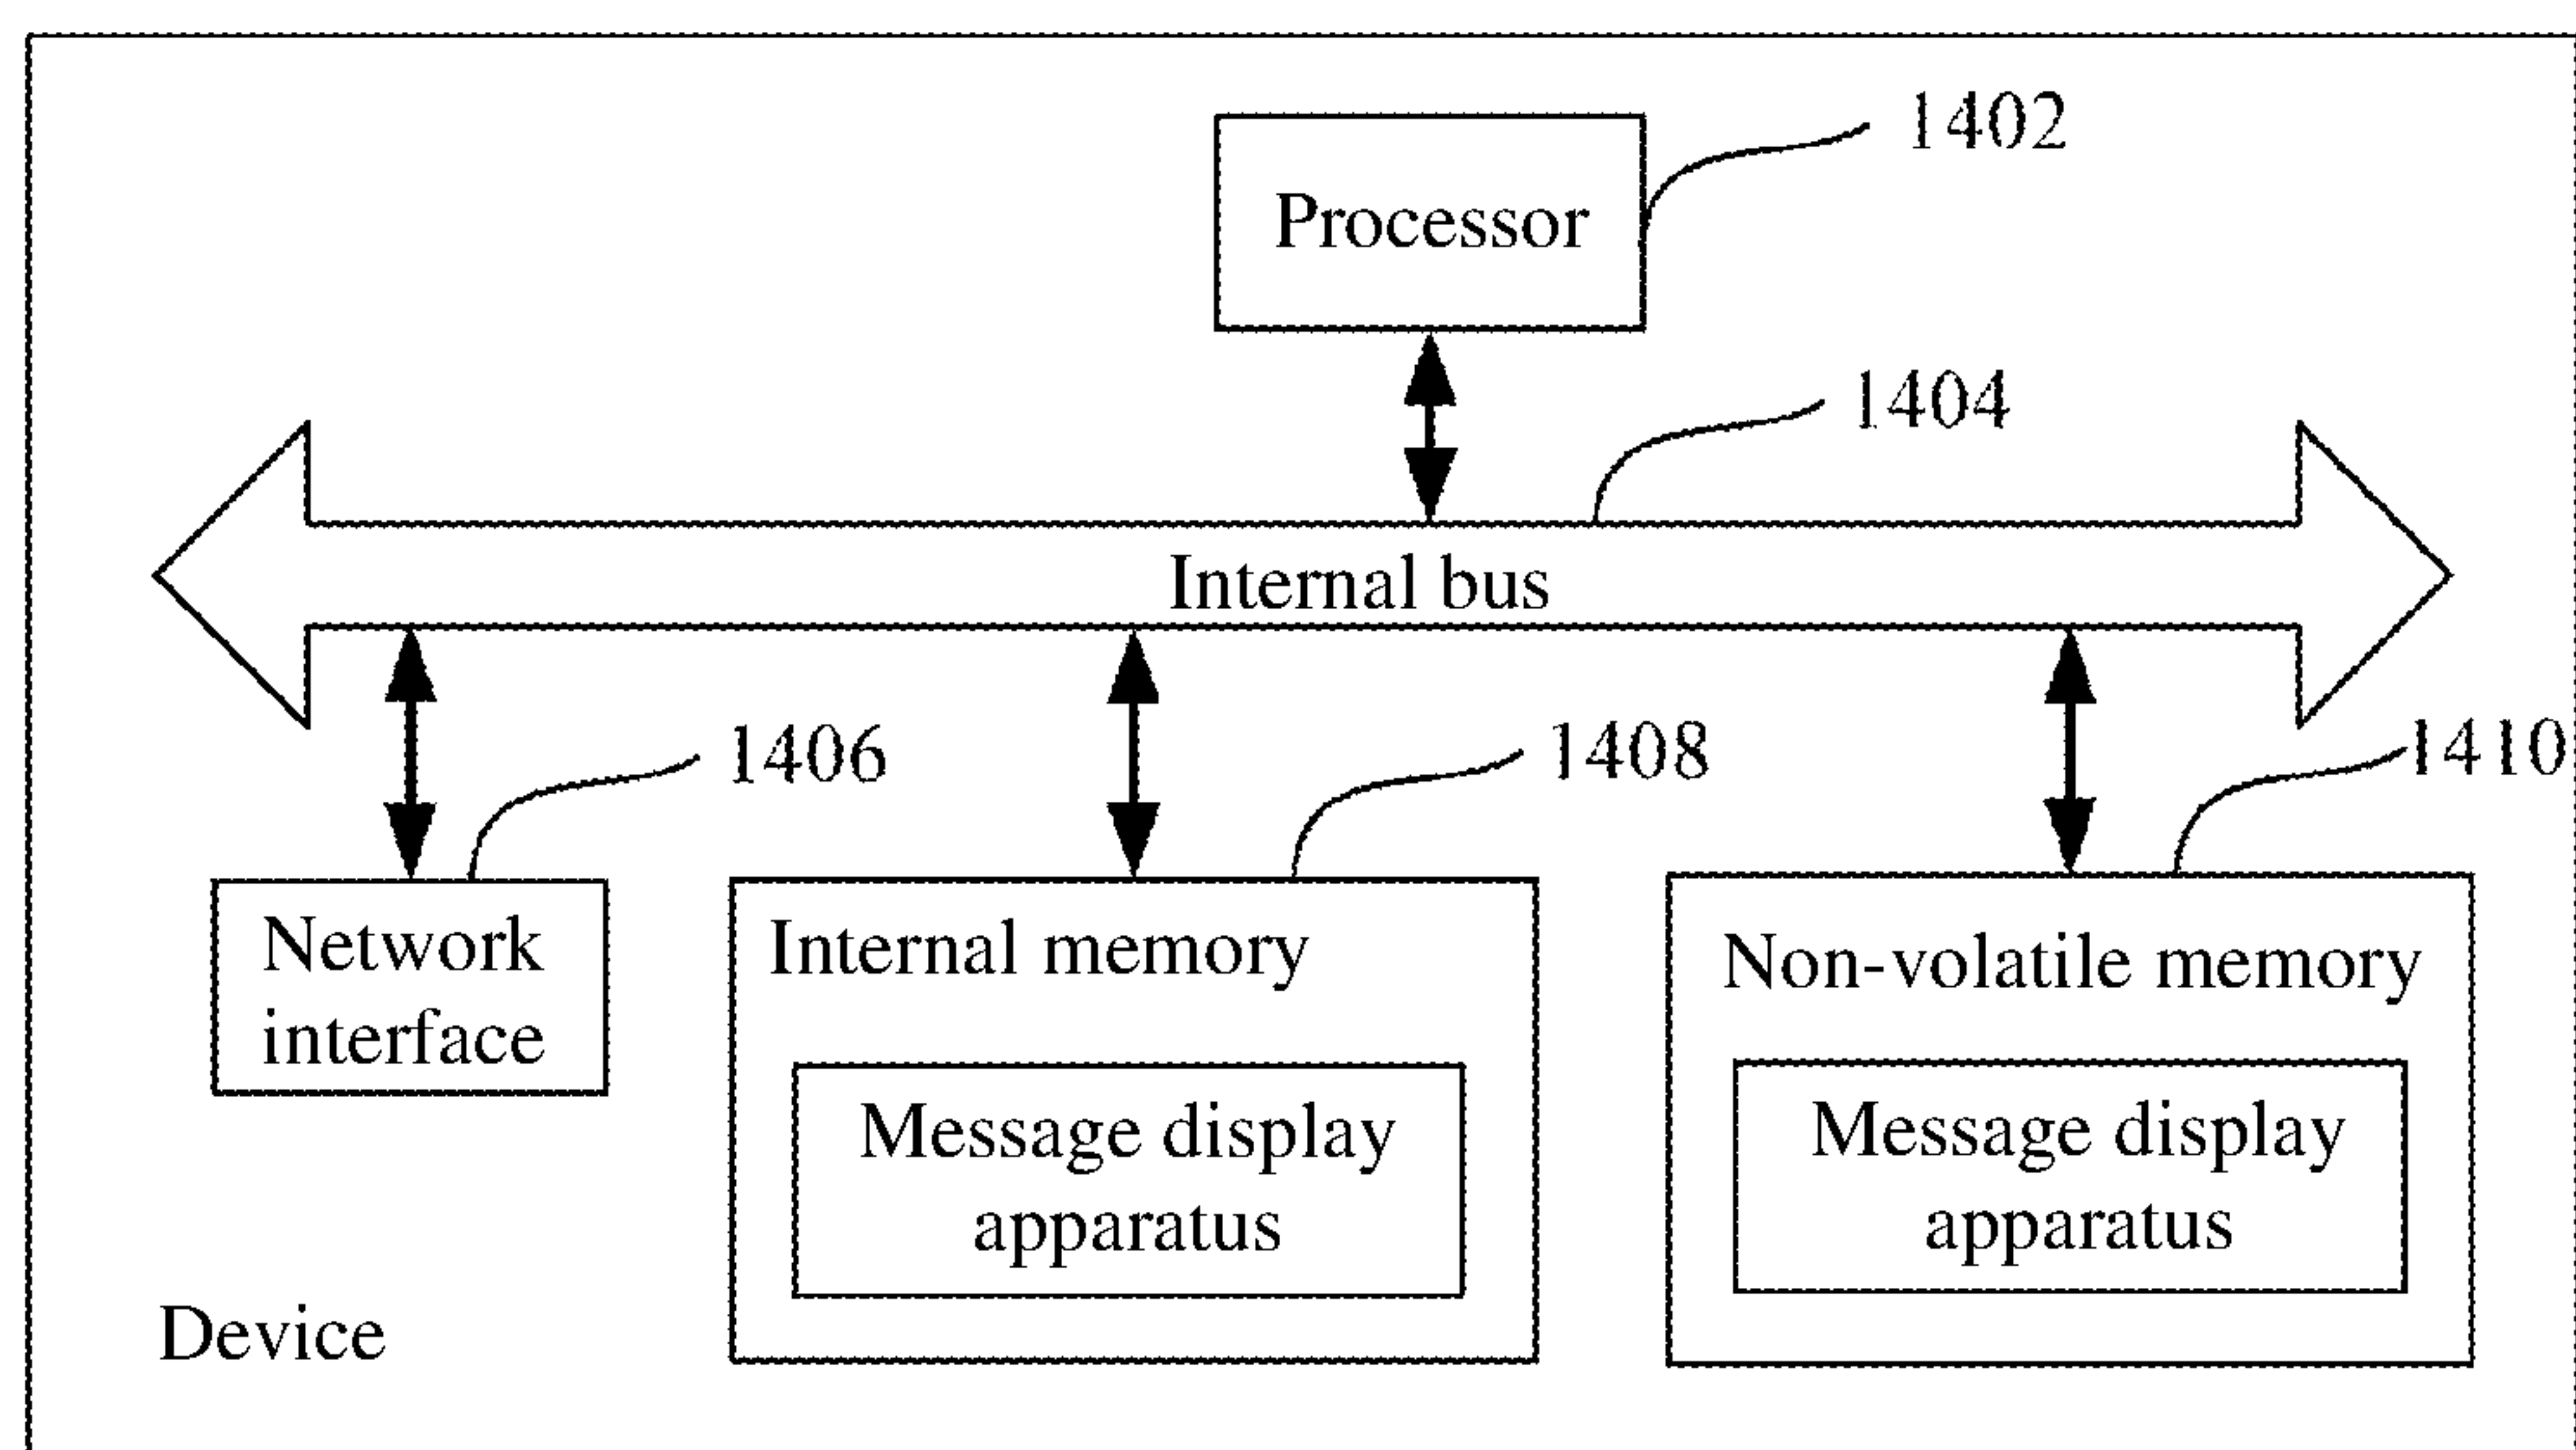 1402
Processor
1404
Internal bus
1406
1408
1410
Network
interface
Internal memory
Non-volatile memory
Message display
apparatus
Message display
apparatus
Device